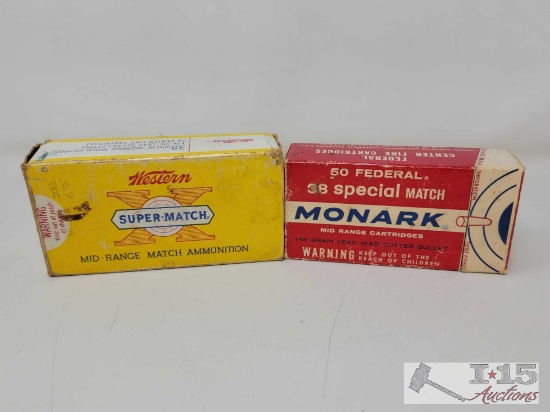 Western
SUPER-MATCH
MID-RANGE MATCH AMMUNITION
WARNING
FEDERAL
CENTER FIRE CARTRIDGES
50 FEDERAL®
38 special MATCH
MONARK®
MID RANGE CARTRIDGES
148 GRAIN LEAD WAD CUTTER BULLET
WARNING KEEP OUT OF THE
REACH OF CHILDREN
I★15
Auctions